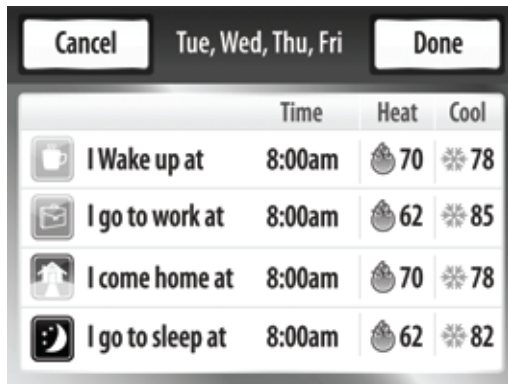 Cancel Tue, Wed, Thu, Fri Done
Time Heat Cool
I Wake up at 8:00am 70 78
I go to work at 8:00am 62 85
I come home at 8:00am 70 78
I go to sleep at 8:00am 62 82